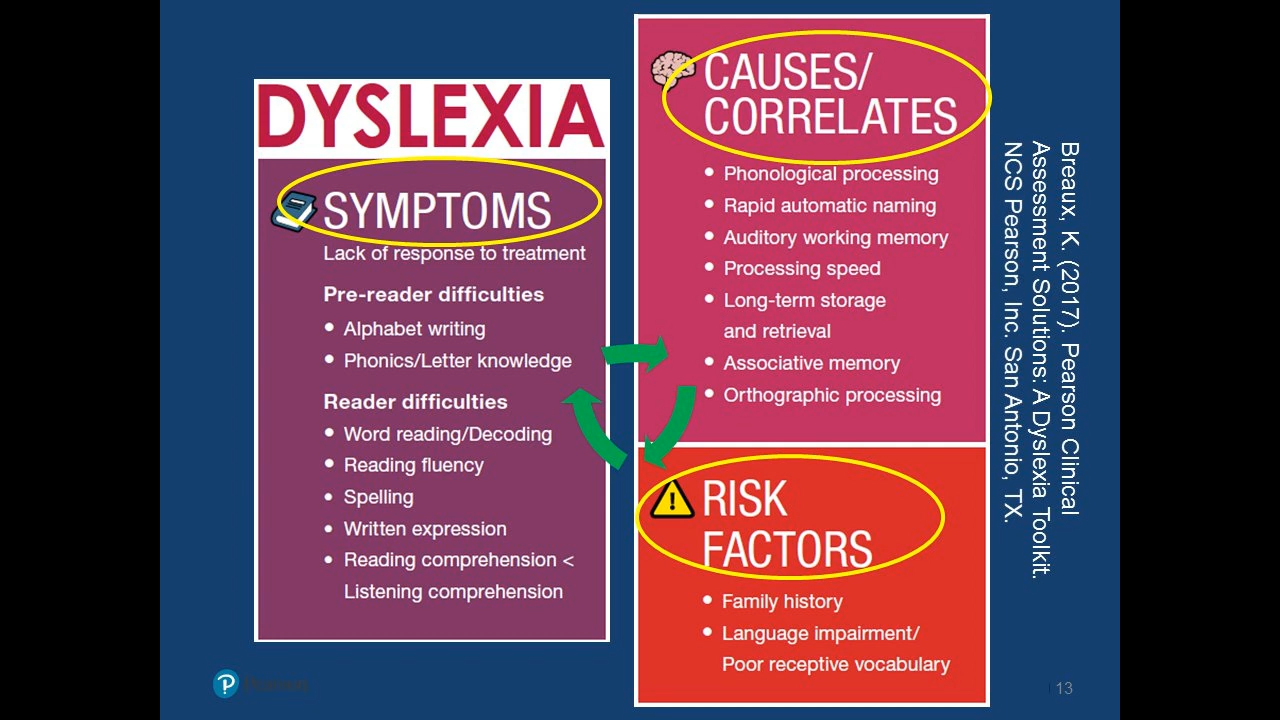 DYSLEXIA
SYMPTOMS
Lack of response to treatment
Pre-reader difficulties
• Alphabet writing
• Phonics/Letter knowledge
Reader difficulties
• Word reading/Decoding
• Reading fluency
• Spelling
• Written expression
• Reading comprehension <
Listening comprehension
CAUSES/
CORRELATES
• Phonological processing
• Rapid automatic naming
• Auditory working memory
• Processing speed
• Long-term storage
and retrieval
• Associative memory
• Orthographic processing
RISK
FACTORS
• Family history
• Language impairment/
Poor receptive vocabulary
Breaux, K. (2017). Pearson Clinical
Assessment Solutions: A Dyslexia Toolkit.
NCS Pearson, Inc. San Antonio, TX.
P Pearson
13